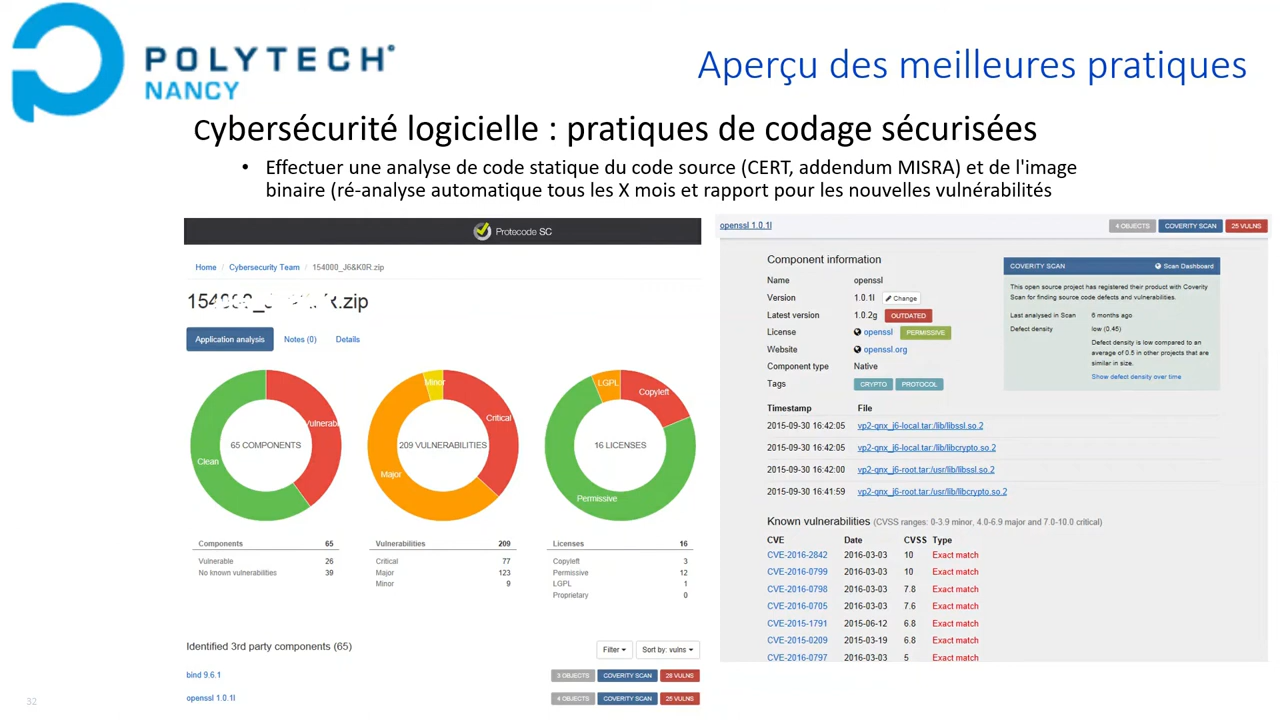 POLYTECH
NANCY
Aperçu des meilleures pratiques
Cybersécurité logicielle : pratiques de codage sécurisées
• Effectuer une analyse de code statique du code source (CERT, addendum MISRA) et de l'image
binaire (ré-analyse automatique tous les X mois et rapport pour les nouvelles vulnérabilités
Protecode SC
Home / Cybersecurity Team / 154000_J6&K0R.zip
.zip
Application analysis Notes (0) Details
Vulnerab
65 COMPONENTS
Clean
Minor
Critical
209 VULNERABILITIES
Major
LGPL
Copyleft
16 LICENSES
Permissive
Components 65
Vulnerable 26
No known vulnerabilities 39
Vulnerabilities 209
Critical 77
Major 123
Minor 9
Licenses 16
Copyleft 3
Permissive 12
LGPL 1
Proprietary 0
Identified 3rd party components (65) Filter Sort by: vulns
bind 9.6.1 3 OBJECTS COVERITY SCAN 28 VULNS
openssl 1.0.1l 4 OBJECTS COVERITY SCAN 25 VULNS
openssl 1.0.1l 4 OBJECTS COVERITY SCAN 25 VULNS
Component information
Name openssl
Version 1.0.1l Change
Latest version 1.0.2g OUTDATED
License openssl PERMISSIVE
Website openssl.org
Component type Native
Tags CRYPTO PROTOCOL
COVERITY SCAN Scan Dashboard
This open source project has registered their product with Coverity
Scan for finding source code defects and vulnerabilities.
Last analysed in Scan 6 months ago
Defect density low (0.46)
Defect density is low compared to an
average of 0.5 in other projects that are
similar in size.
Show defect density over time
Timestamp File
2015-09-30 16:42:05 vp2-qnx_j6-local.tar:/lib/libssl.so.2
2015-09-30 16:42:05 vp2-qnx_j6-local.tar:/lib/libcrypto.so.2
2015-09-30 16:42:00 vp2-qnx_j6-root.tar:/usr/lib/libssl.so.2
2015-09-30 16:41:59 vp2-qnx_j6-root.tar:/usr/lib/libcrypto.so.2
Known vulnerabilities (CVSS ranges: 0-3.9 minor, 4.0-6.9 major and 7.0-10.0 critical)
CVE Date CVSS Type
CVE-2016-2842 2016-03-03 10 Exact match
CVE-2016-0799 2016-03-03 10 Exact match
CVE-2016-0798 2016-03-03 7.8 Exact match
CVE-2016-0705 2016-03-03 7.6 Exact match
CVE-2015-1791 2015-06-12 6.8 Exact match
CVE-2015-0209 2015-03-19 6.8 Exact match
CVE-2016-0797 2016-03-03 5 Exact match
32